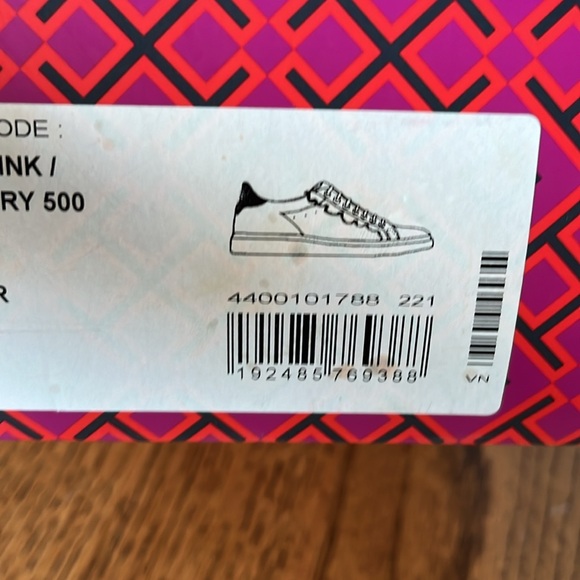 ODE :
INK /
RY 500
R
4400101788 221
192485769388
VN